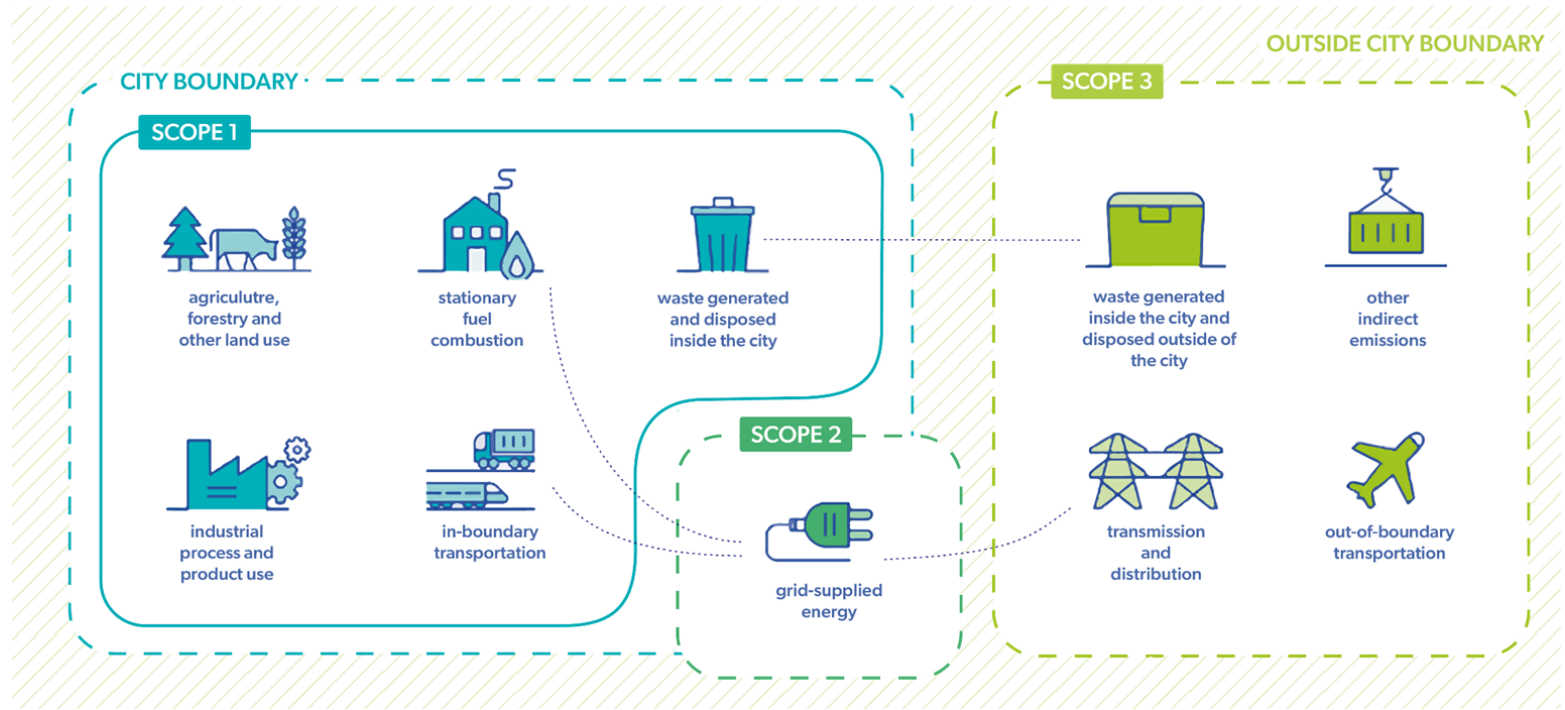 OUTSIDE CITY BOUNDARY
CITY BOUNDARY
SCOPE 3
SCOPE 1
agriculutre,
forestry and
other land use
stationary
fuel
combustion
waste generated
and disposed
inside the city
waste generated
inside the city and
disposed outside of
the city
other
indirect
emissions
SCOPE 2
industrial
process and
product use
in-boundary
transportation
grid-supplied
energy
transmission
and
distribution
out-of-boundary
transportation